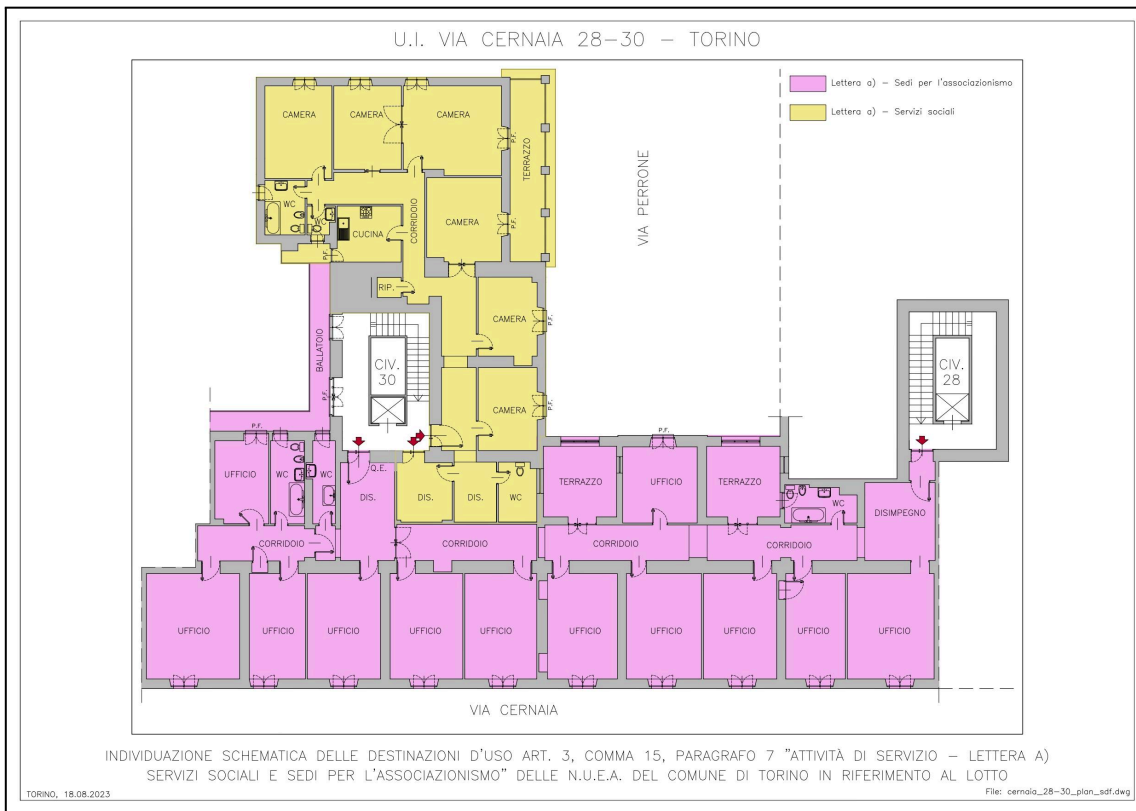 U.I. VIA CERNAIA 28-30 - TORINO
Lettera a) - Sedi per l'associazionismo
Lettera a) - Servizi sociali
CAMERA
CAMERA
CAMERA
P.F.
TERRAZZO
VIA PERRONE
WC
WC
CORRIDOIO
CAMERA
P.F.
CUCINA
P.F.
RIP.
CAMERA
P.F.
BALLATOIO
CIV.
30
CIV.
28
P.F.
CAMERA
P.F.
P.F.
P.F.
UFFICIO
WC
WC
Q.E.
DIS.
DIS.
DIS.
WC
TERRAZZO
UFFICIO
TERRAZZO
WC
DISIMPEGNO
CORRIDOIO
CORRIDOIO
CORRIDOIO
CORRIDOIO
UFFICIO
UFFICIO
UFFICIO
UFFICIO
UFFICIO
UFFICIO
UFFICIO
UFFICIO
UFFICIO
UFFICIO
VIA CERNAIA
INDIVIDUAZIONE SCHEMATICA DELLE DESTINAZIONI D'USO ART. 3, COMMA 15, PARAGRAFO 7 "ATTIVITÀ DI SERVIZIO - LETTERA A)
SERVIZI SOCIALI E SEDI PER L'ASSOCIAZIONISMO" DELLE N.U.E.A. DEL COMUNE DI TORINO IN RIFERIMENTO AL LOTTO
TORINO, 18.08.2023
File: cernaia_28-30_plan_sdf.dwg